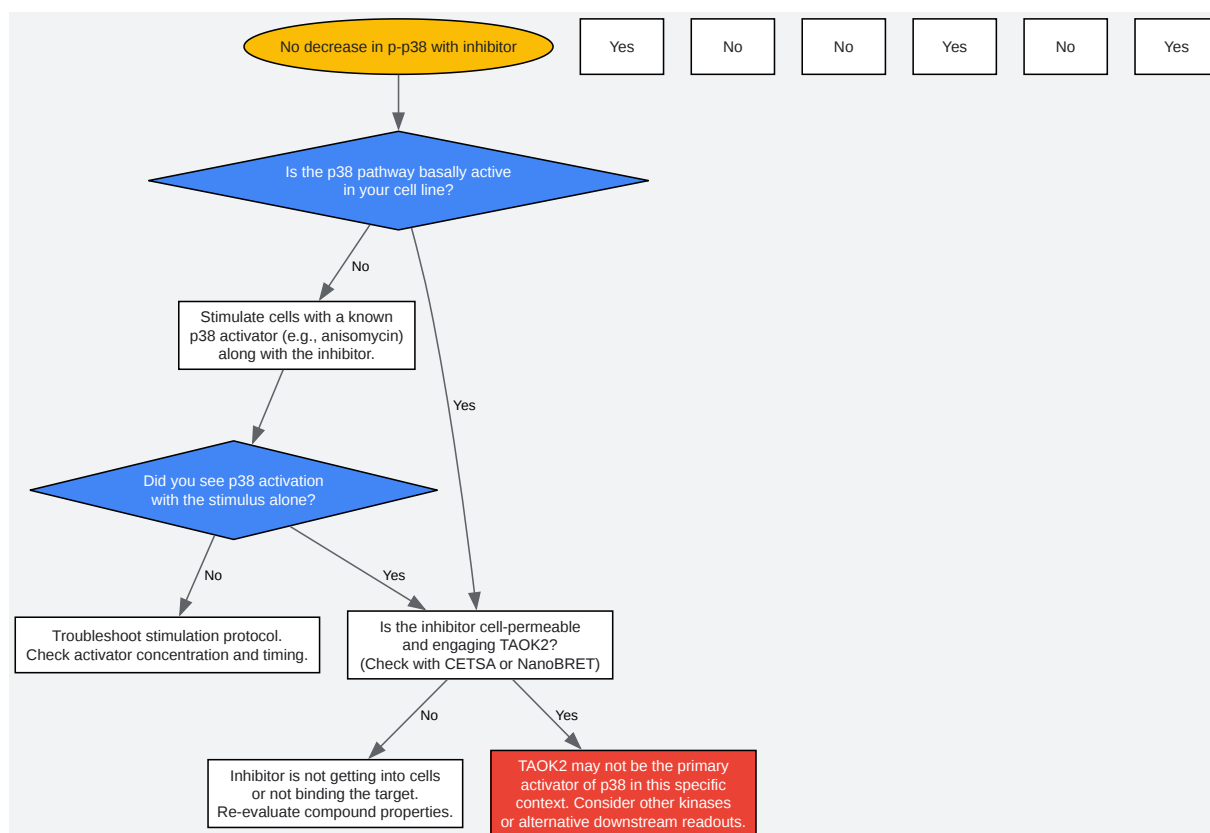 No decrease in p-p38 with inhibitor
Yes
No
No
Yes
No
Yes
Is the p38 pathway basally active
in your cell line?
No
Stimulate cells with a known
p38 activator (e.g., anisomycin)
along with the inhibitor.
Yes
Did you see p38 activation
with the stimulus alone?
No
Yes
Troubleshoot stimulation protocol.
Check activator concentration and timing.
Is the inhibitor cell-permeable
and engaging TAOK2?
(Check with CETSA or NanoBRET)
No
Yes
Inhibitor is not getting into cells
or not binding the target.
Re-evaluate compound properties.
TAOK2 may not be the primary
activator of p38 in this specific
context. Consider other kinases
or alternative downstream readouts.